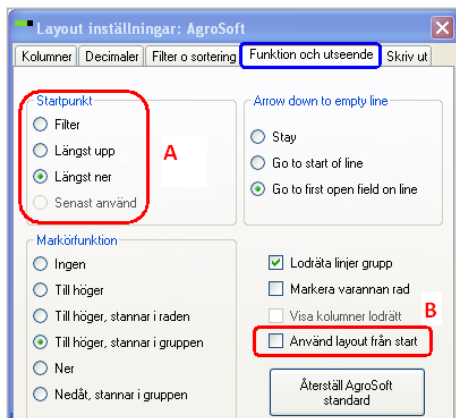 Layout inställningar: AgroSoft
Kolumner Decimaler Filter o sortering Funktion och utseende Skriv ut
Startpunkt
Filter
Längst upp
Längst ner
Senast använd
A
Arrow down to empty line
Stay
Go to start of line
Go to first open field on line
Markörfunktion
Ingen
Till höger
Till höger, stannar i raden
Till höger, stannar i gruppen
Ner
Nedåt, stannar i gruppen
Lodräta linjer grupp
Markera varannan rad
Visa kolumner lodrätt
B
Använd layout från start
Återställ AgroSoft
standard